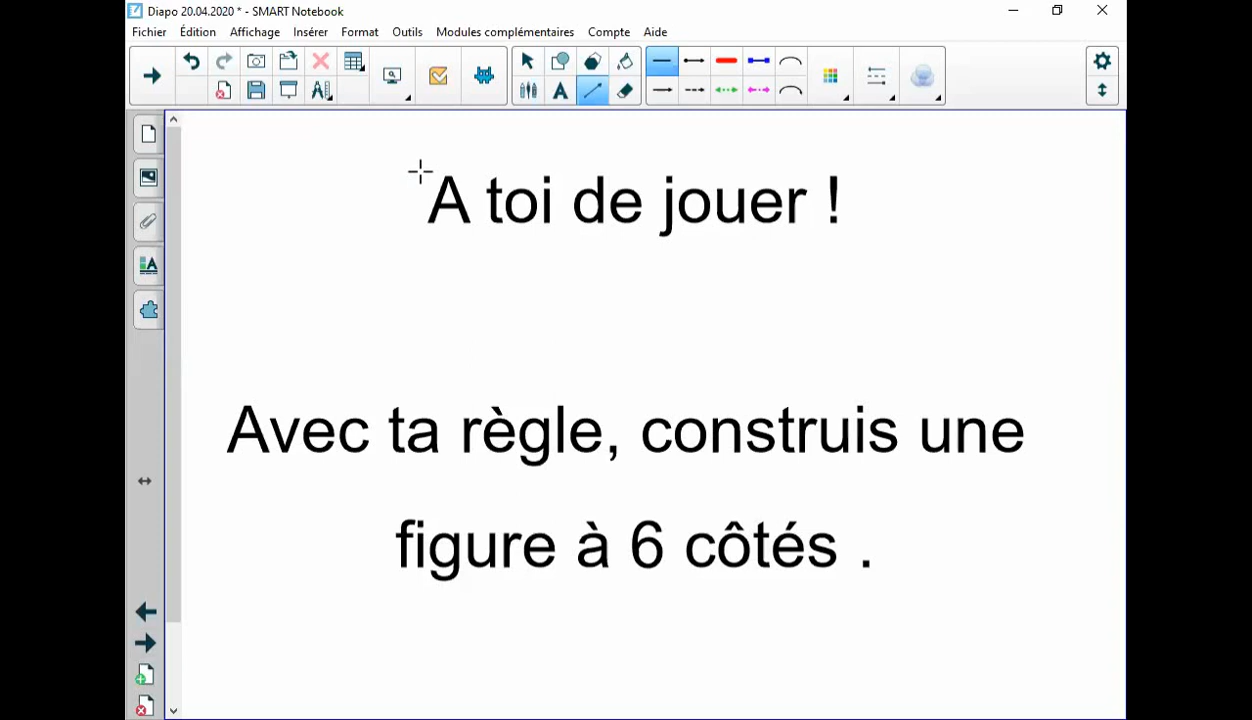 Diapo 20.04.2020 * - SMART Notebook
Fichier Édition Affichage Insérer Format Outils Modules complémentaires Compte Aide
A toi de jouer !
Avec ta règle, construis une
figure à 6 côtés .